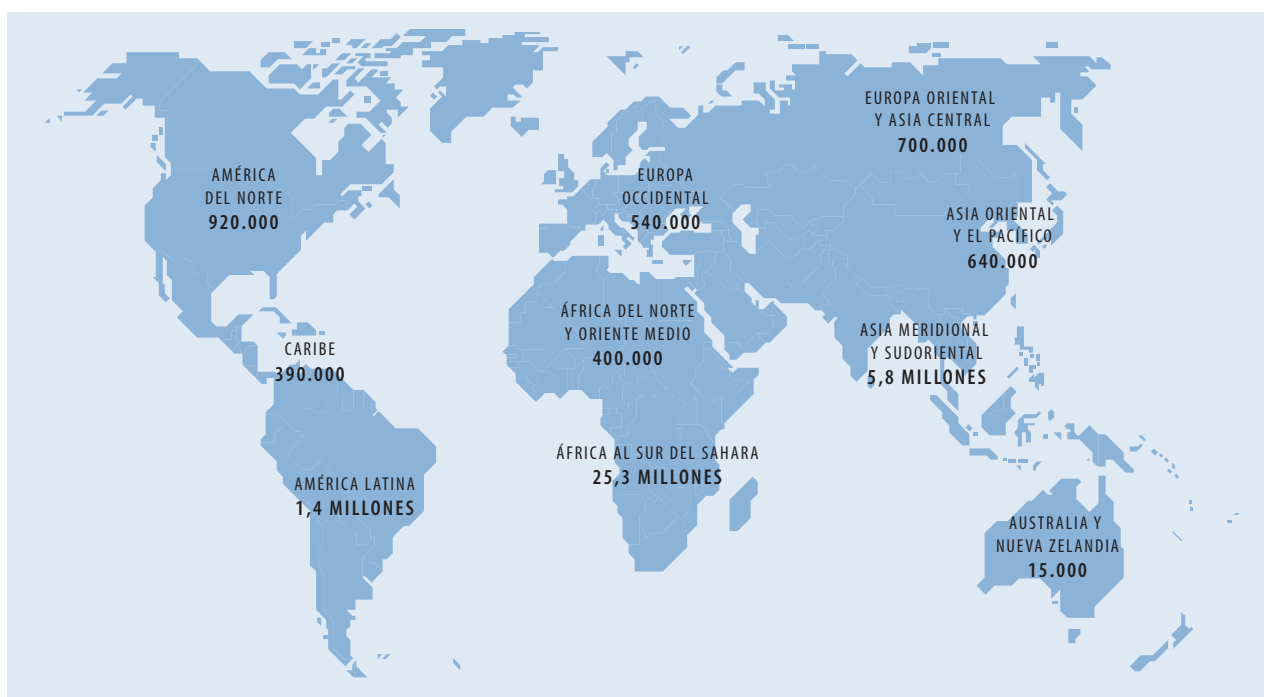 EUROPA ORIENTAL
Y ASIA CENTRAL
700.000
AMÉRICA
DEL NORTE
920.000
EUROPA
OCCIDENTAL
540.000
ASIA ORIENTAL
Y EL PACÍFICO
640.000
ÁFRICA DEL NORTE
Y ORIENTE MEDIO
400.000
ASIA MERIDIONAL
Y SUDORIENTAL
5,8 MILLONES
CARIBE
390.000
ÁFRICA AL SUR DEL SAHARA
25,3 MILLONES
AMÉRICA LATINA
1,4 MILLONES
AUSTRALIA Y
NUEVA ZELANDIA
15.000